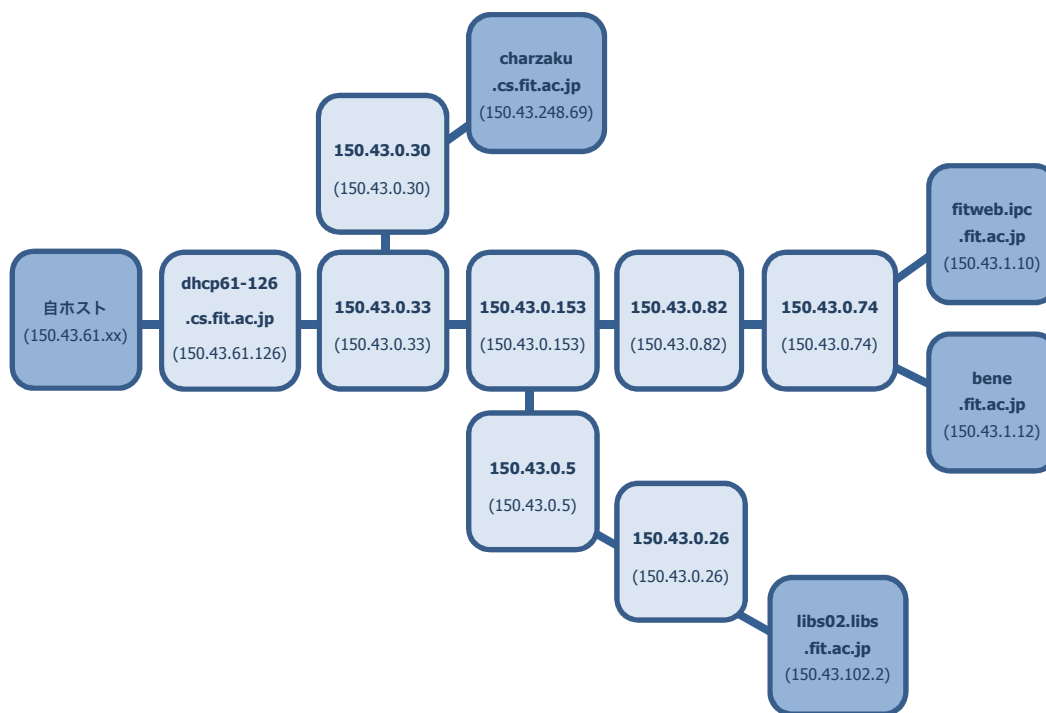 charzaku
.cs.fit.ac.jp
(150.43.248.69)
150.43.0.30
(150.43.0.30)
fitweb.ipc
.fit.ac.jp
(150.43.1.10)
自ホスト
(150.43.61.xx)
dhcp61-126
.cs.fit.ac.jp
(150.43.61.126)
150.43.0.33
(150.43.0.33)
150.43.0.153
(150.43.0.153)
150.43.0.82
(150.43.0.82)
150.43.0.74
(150.43.0.74)
bene
.fit.ac.jp
(150.43.1.12)
150.43.0.5
(150.43.0.5)
150.43.0.26
(150.43.0.26)
libs02.libs
.fit.ac.jp
(150.43.102.2)